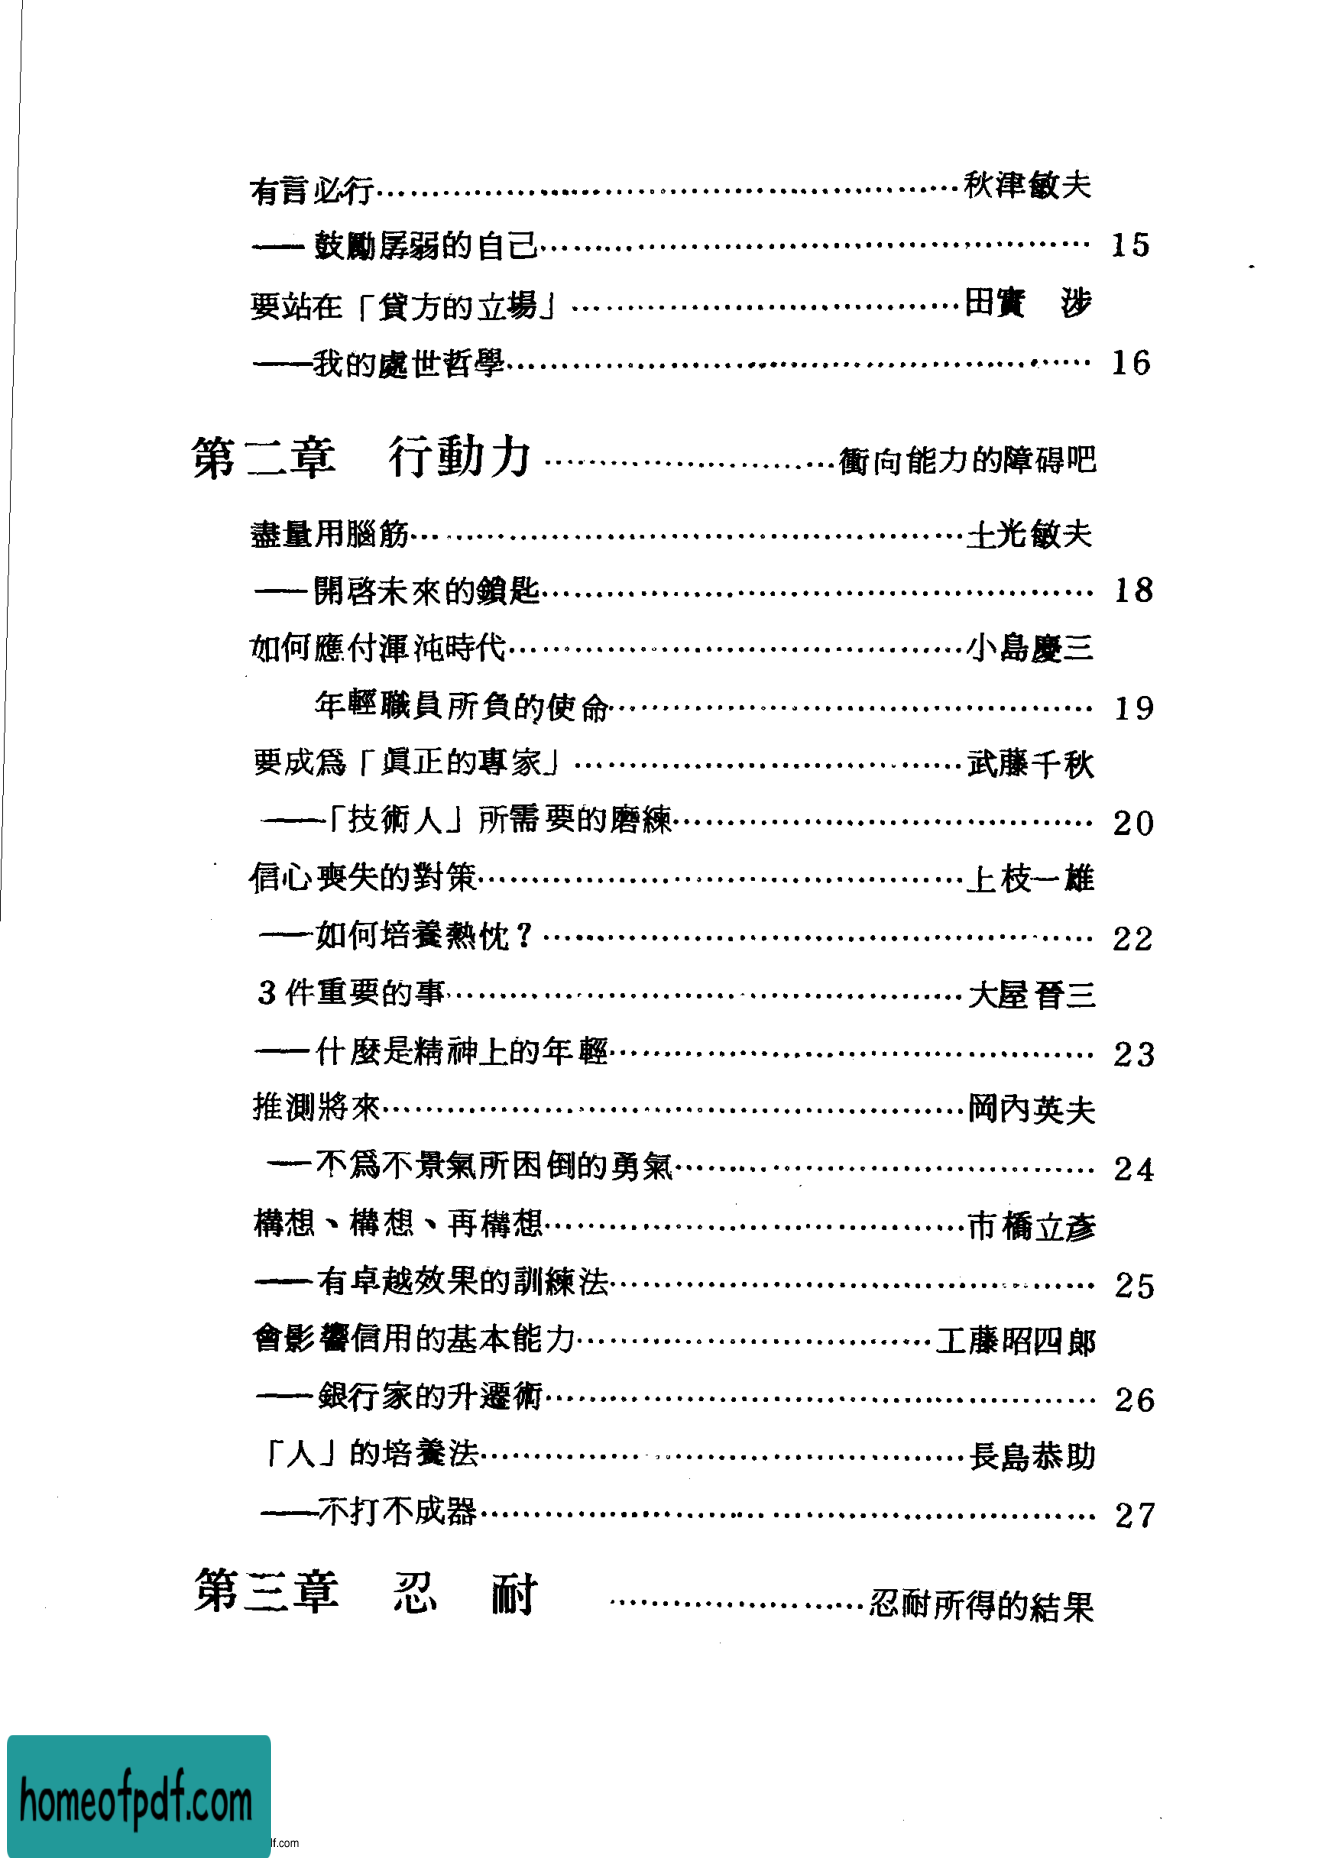 有言必行……………………………………………秋津敏夫
——鼓勵孱弱的自己…………………………………………… 15
要站在「貸方的立場」………………………………田實　涉
——我的處世哲學…………………………………………… 16
第二章　行動力………………………衝向能力的障碍吧
盡量用腦筋……………………………………………土光敏夫
——開啓未來的鎖匙…………………………………………… 18
如何應付渾沌時代……………………………………小島慶三
年輕職員所負的使命…………………………………… 19
要成爲「眞正的專家」………………………………武藤千秋
——「技術人」所需要的磨練……………………………… 20
信心喪失的對策………………………………………上枝一雄
——如何培養熱忱？………………………………………… 22
3件重要的事…………………………………………大屋晉三
——什麼是精神上的年輕…………………………………… 23
推測將來………………………………………………岡內英夫
—不爲不景氣所困倒的勇氣……………………………… 24
構想、構想、再構想…………………………………市橋立彥
——有卓越效果的訓練法…………………………………… 25
會影響信用的基本能力……………………………工藤昭四郎
——銀行家的升遷術………………………………………… 26
「人」的培養法………………………………………長島恭助
——不打不成器……………………………………………… 27
第三章　忍　耐　……………………忍耐所得的結果
homeofpdf.com
df.com